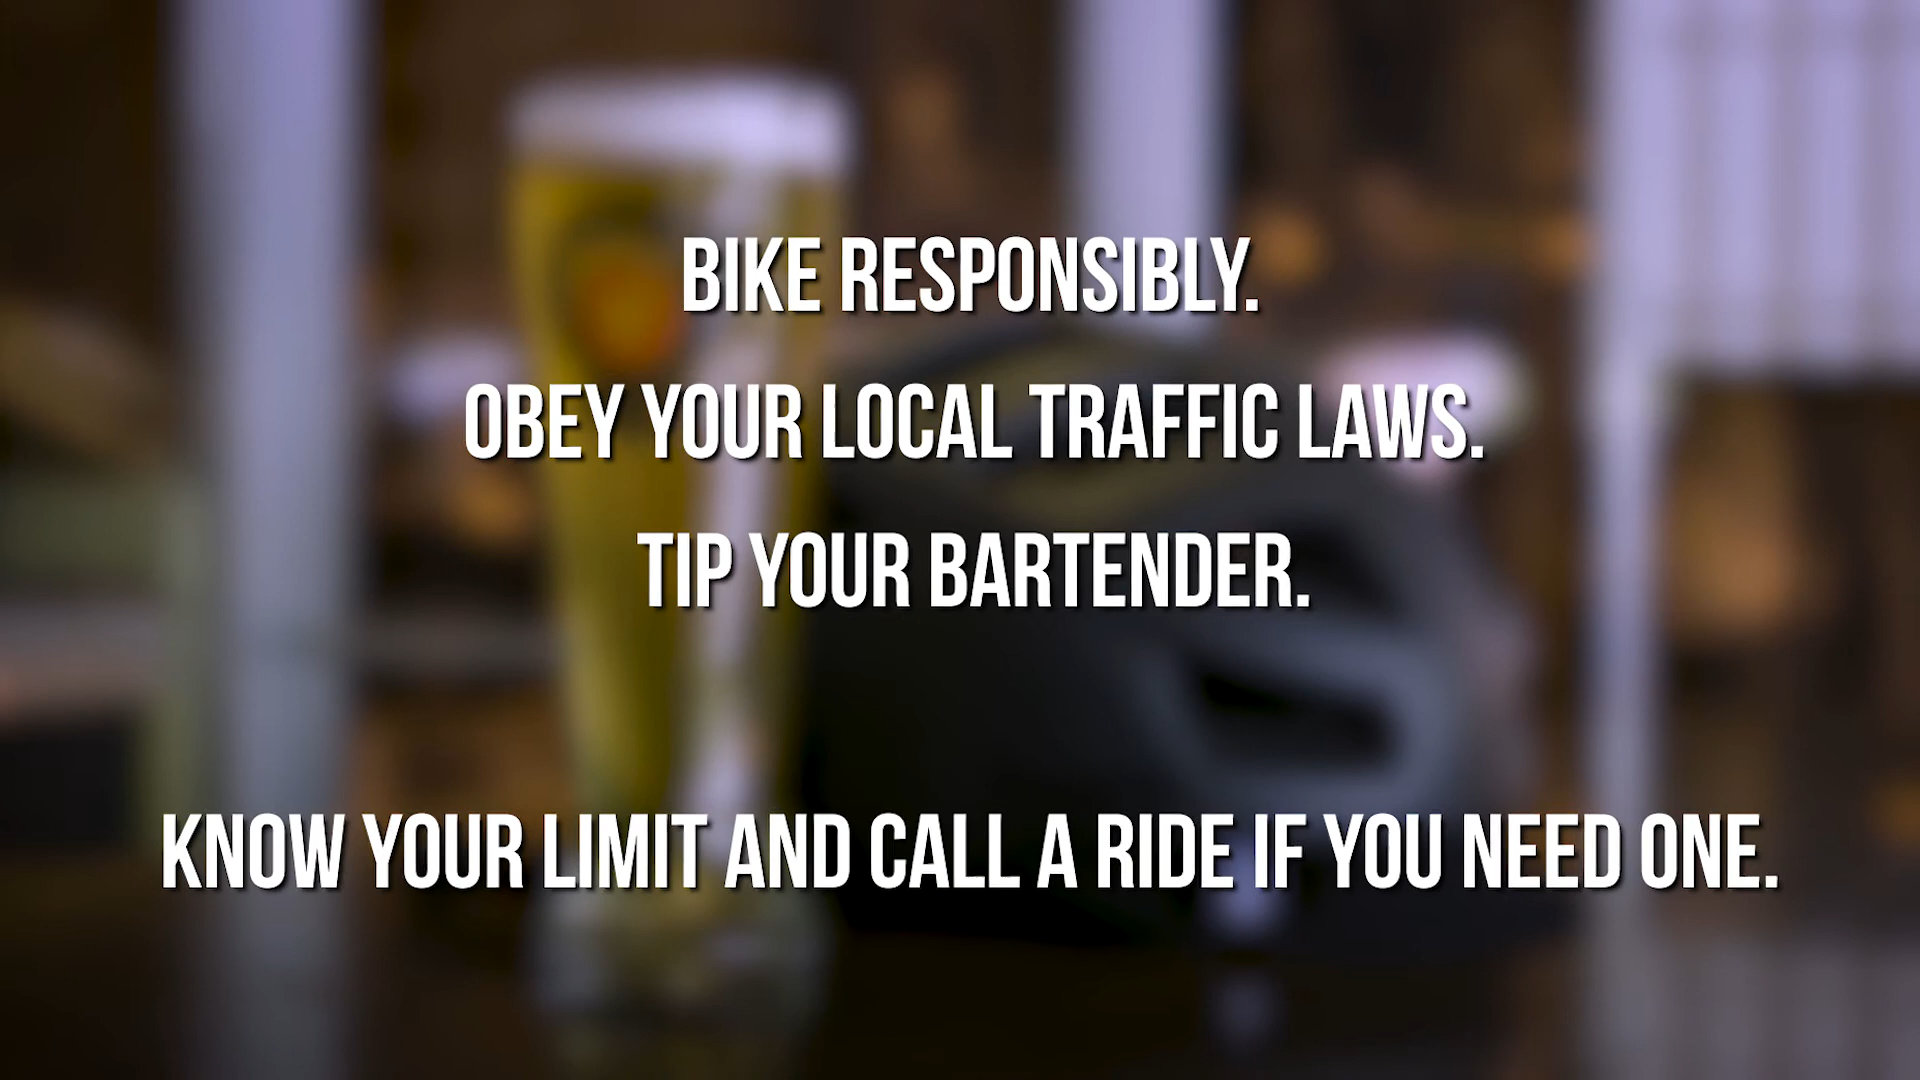 BIKE RESPONSIBLY.
OBEY YOUR LOCAL TRAFFIC LAWS.
TIP YOUR BARTENDER.
KNOW YOUR LIMIT AND CALL A RIDE IF YOU NEED ONE.